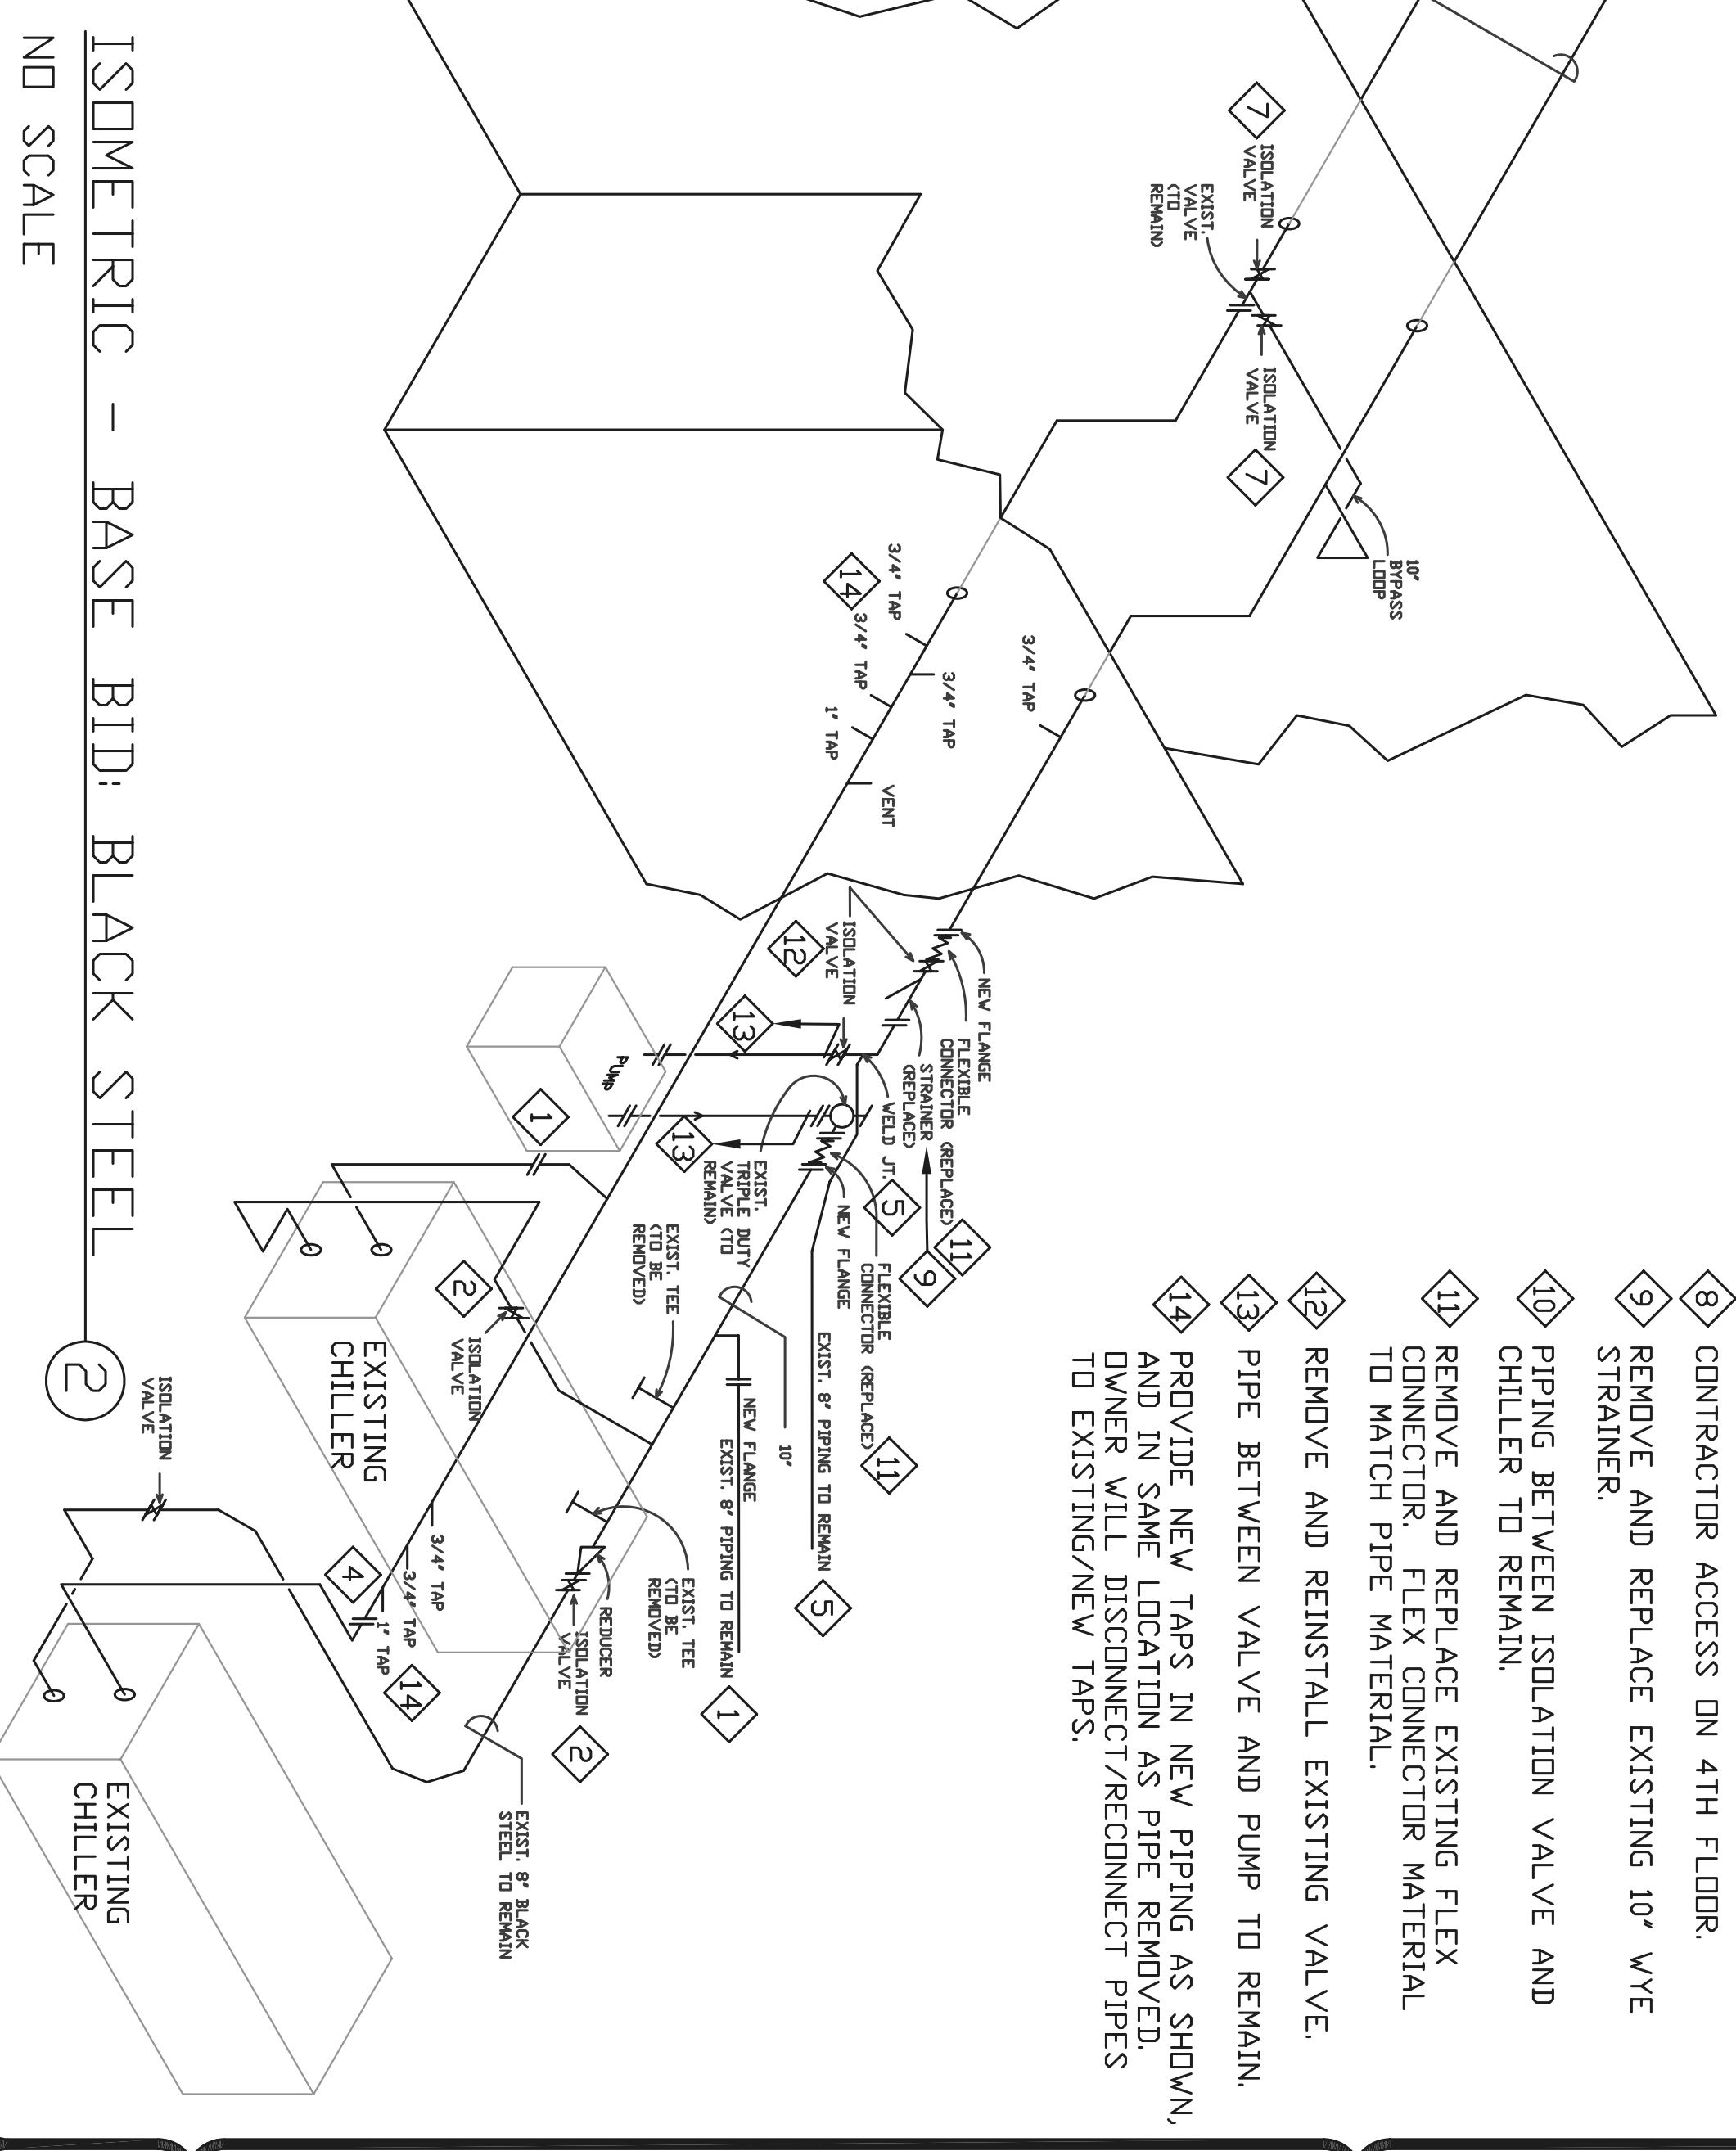 8 CONTRACTOR ACCESS ON 4TH FLOOR.
9 REMOVE AND REPLACE EXISTING 10" WYE
STRAINER.
10 PIPING BETWEEN ISOLATION VALVE AND
CHILLER TO REMAIN.
11 REMOVE AND REPLACE EXISTING FLEX
CONNECTOR. FLEX CONNECTOR MATERIAL
TO MATCH PIPE MATERIAL.
12 REMOVE AND REINSTALL EXISTING VALVE.
13 PIPE BETWEEN VALVE AND PUMP TO REMAIN.
14 PROVIDE NEW TAPS IN NEW PIPING AS SHOWN,
AND IN SAME LOCATION AS PIPE REMOVED.
OWNER WILL DISCONNECT/RECONNECT PIPES
TO EXISTING/NEW TAPS.
10"
BYPASS
LOOP
7
ISOLATION
VALVE
EXIST.
VALVE
(TO
REMAIN)
ISOLATION
VALVE
7
3/4" TAP
3/4" TAP
14
3/4" TAP
3/4" TAP
1" TAP
VENT
NEW FLANGE
FLEXIBLE
CONNECTOR (REPLACE)
11
STRAINER
(REPLACE)
9
WELD JT.
5
ISOLATION
VALVE
12
13
13
PUMP
1
FLEXIBLE
CONNECTOR (REPLACE)
11
NEW FLANGE
EXIST. 8" PIPING TO REMAIN
5
10"
EXIST.
TRIPLE DUTY
VALVE (TO
REMAIN)
NEW FLANGE
EXIST. 8" PIPING TO REMAIN
1
EXIST. TEE
(TO BE
REMOVED)
EXIST. TEE
(TO BE
REMOVED)
REDUCER
ISOLATION
VALVE
2
2
ISOLATION
VALVE
EXIST. 8" BLACK
STEEL TO REMAIN
3/4" TAP
3/4" TAP
1" TAP
4
14
EXISTING
CHILLER
ISOLATION
VALVE
EXISTING
CHILLER
ISOMETRIC - BASE BID: BLACK STEEL
NO SCALE
2